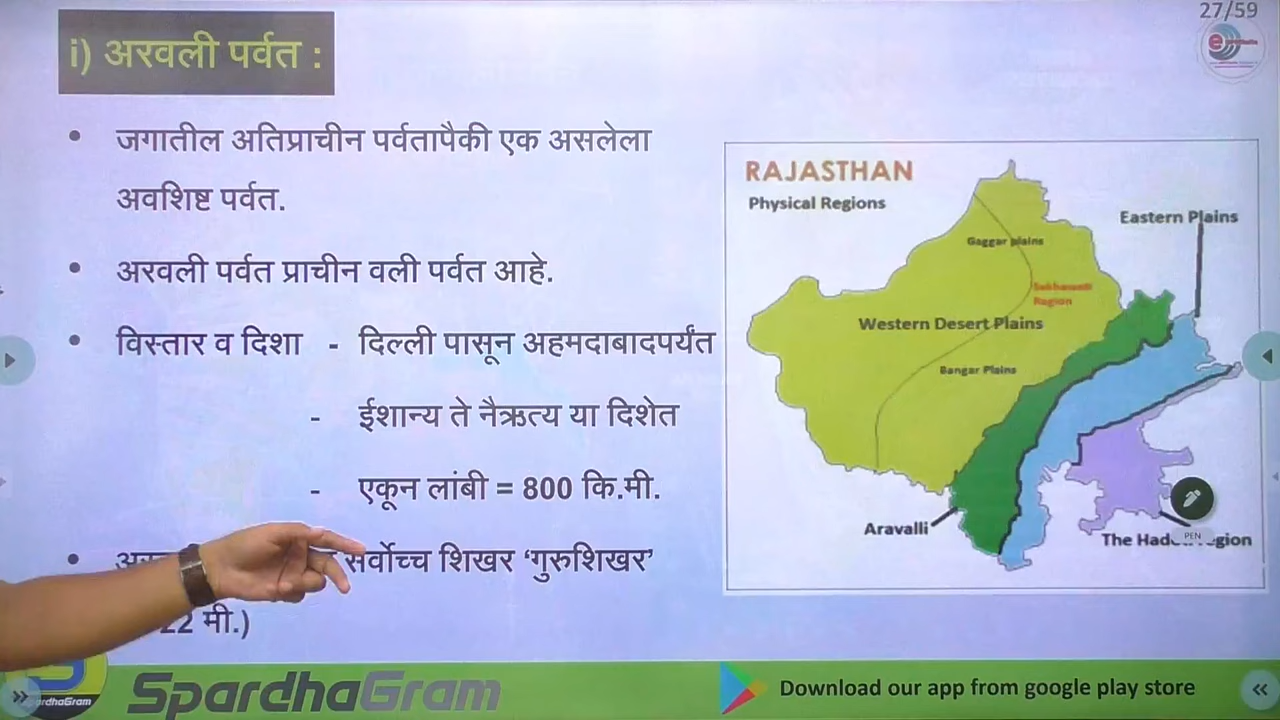 27/59
i) अरवली पर्वत :
• जगातील अतिप्राचीन पर्वतापैकी एक असलेला
अवशिष्ट पर्वत.
• अरवली पर्वत प्राचीन वली पर्वत आहे.
• विस्तार व दिशा - दिल्ली पासून अहमदाबादपर्यंत
- ईशान्य ते नैऋत्य या दिशेत
- एकून लांबी = 800 कि.मी.
• सर्वोच्च शिखर ‘गुरुशिखर’
22 मी.)
RAJASTHAN
Physical Regions
Eastern Plains
Gaggar plains
Region
Western Desert Plains
Bangar Plains
Aravalli
The
PEN
SpardhaGram
Download our app from google play store